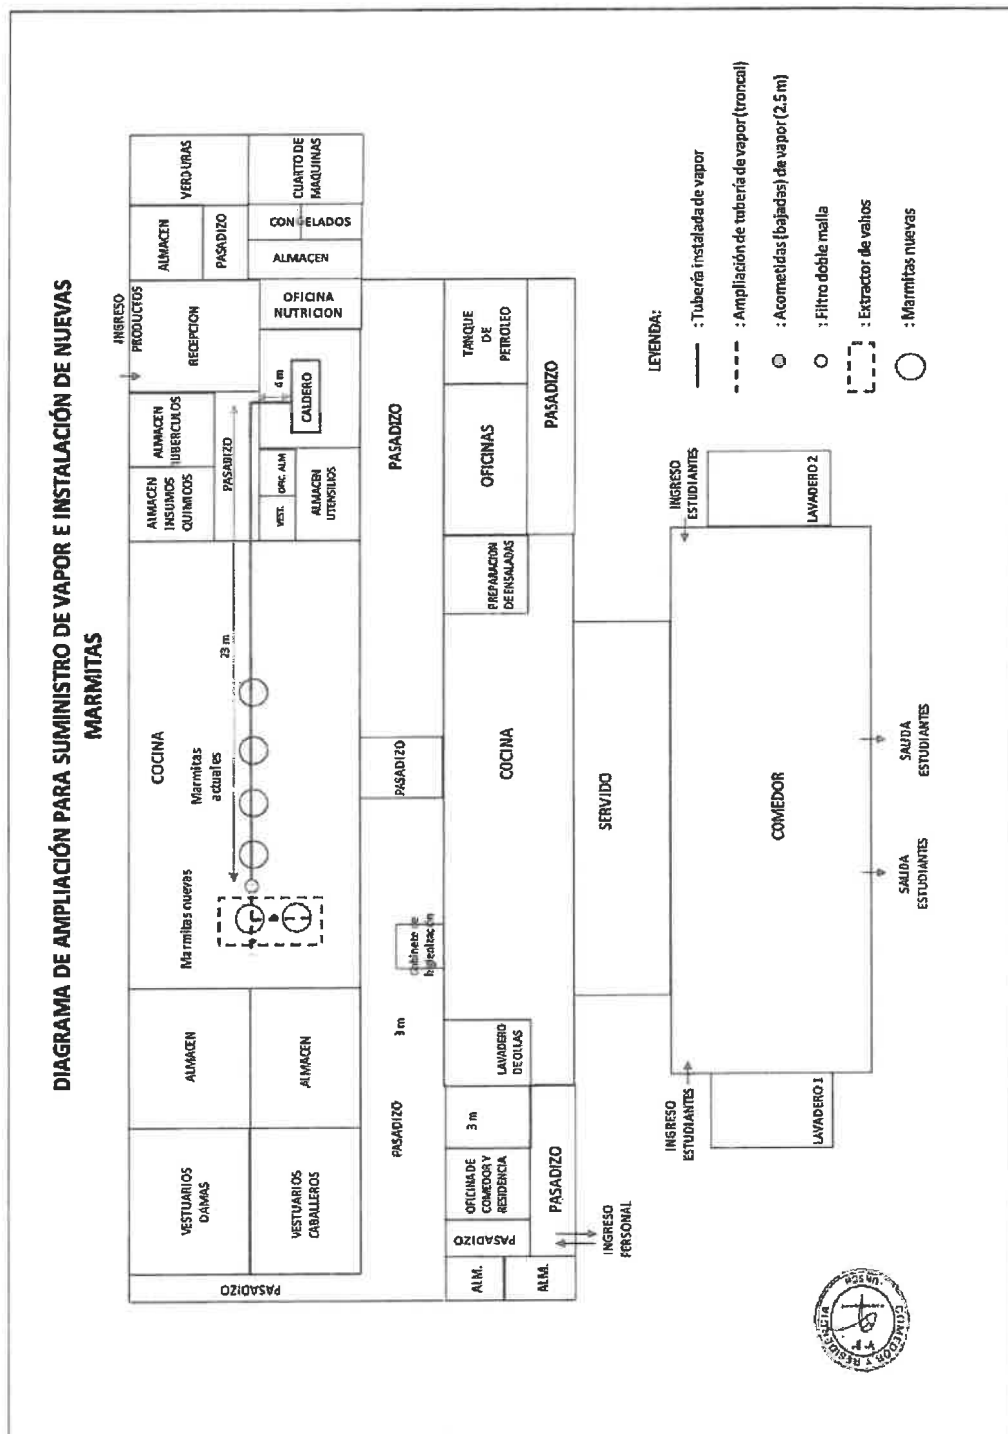 DIAGRAMA DE AMPLIACIÓN PARA SUMINISTRO DE VAPOR E INSTALACIÓN DE NUEVAS
MARMITAS
PASADIZO
VESTUARIOS
DAMAS
VESTUARIOS
CABALLEROS
ALMACEN
ALMACEN
COCINA
Marmitas nuevas
Marmitas
actuales
23 m
ALMACEN
INSUMOS
QUIMICOS
ALMACEN
TUBERCULOS
PASADIZO
VEST.
OFIC. ALM
ALMACEN
UTENSILIOS
INGRESO
PRODUCTOS
RECEPCION
4 m
CALDERO
OFICINA
NUTRICION
ALMACEN
PASADIZO
VERDURAS
ALMACEN
CONGELADOS
CUARTO DE
MAQUINAS
PASADIZO
3 m
Gabinete de
higienización
PASADIZO
PASADIZO
ALM.
ALM.
PASADIZO
OFICINA DE
COMEDOR Y
RESIDENCIA
3 m
PASADIZO
INGRESO
PERSONAL
LAVADERO
DE OLLAS
COCINA
PREPARACION
DE ENSALADAS
OFICINAS
TANQUE
DE
PETROLEO
PASADIZO
SERVIDO
INGRESO
ESTUDIANTES
LAVADERO 1
COMEDOR
INGRESO
ESTUDIANTES
LAVADERO 2
SALIDA
ESTUDIANTES
SALIDA
ESTUDIANTES
LEYENDA:
: Tubería instalada de vapor
: Ampliación de tubería de vapor (troncal)
: Acometidas (bajadas) de vapor (2.5 m)
: Filtro doble malla
: Extractor de vahos
: Marmitas nuevas
COMEDOR Y RESIDENCIA
UNSCH